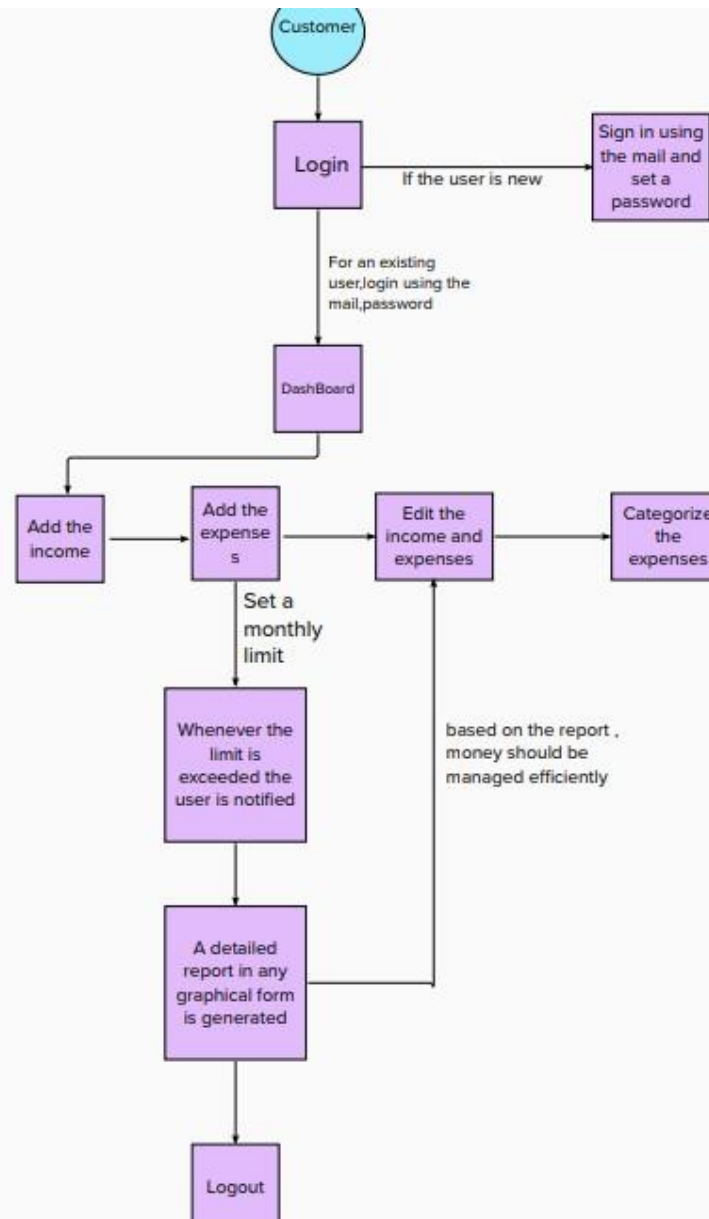 Customer
Login
If the user is new
Sign in using
the mail and
set a
password
For an existing
user,login using the
mail,password
DashBoard
Add the
income
Add the
expense
s
Edit the
income and
expenses
Categorize
the
expenses
Set a
monthly
limit
Whenever the
limit is
exceeded the
user is notified
based on the report ,
money should be
managed efficiently
A detailed
report in any
graphical form
is generated
Logout